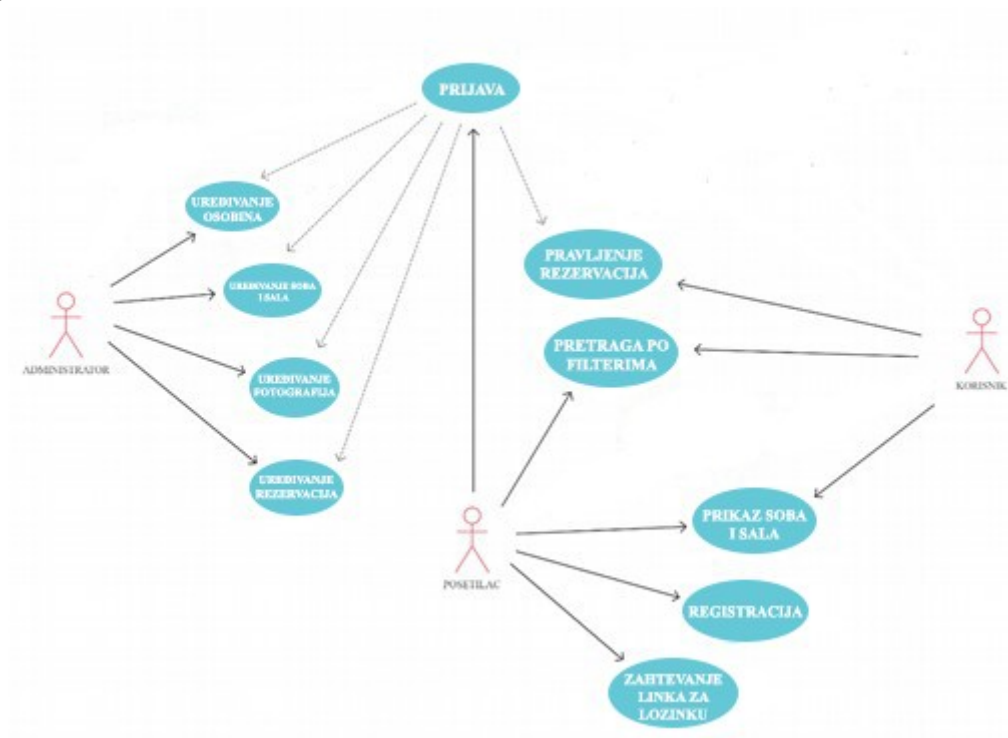 PRIJAVA
UREĐIVANJE
OSOBINA
PRAVLJENJE
REZERVACIJA
UREĐIVANJE SOBA
I SALA
ADMINISTRATOR
PRETRAGA PO
FILTERIMA
KORISNIK
UREĐIVANJE
FOTOGRAFIJA
UREĐIVANJE
REZERVACIJA
PRIKAZ SOBA
I SALA
POSETILAC
REGISTRACIJA
ZAHTEVANJE
LINKA ZA
LOZINKU